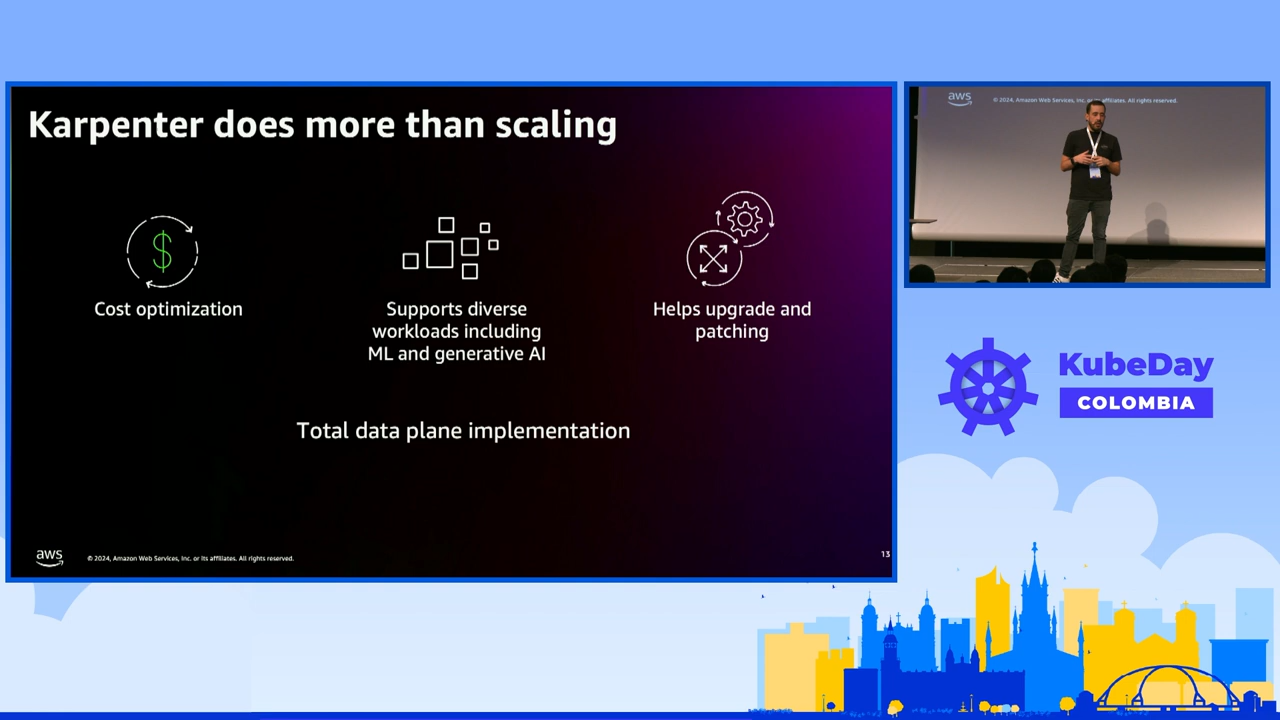 Karpenter does more than scaling
Cost optimization
Supports diverse
workloads including
ML and generative AI
Helps upgrade and
patching
Total data plane implementation
aws
© 2024, Amazon Web Services, Inc. or its affiliates. All rights reserved.
13
aws
© 2024, Amazon Web Services, Inc. or its affiliates. All rights reserved.
KubeDay
COLOMBIA